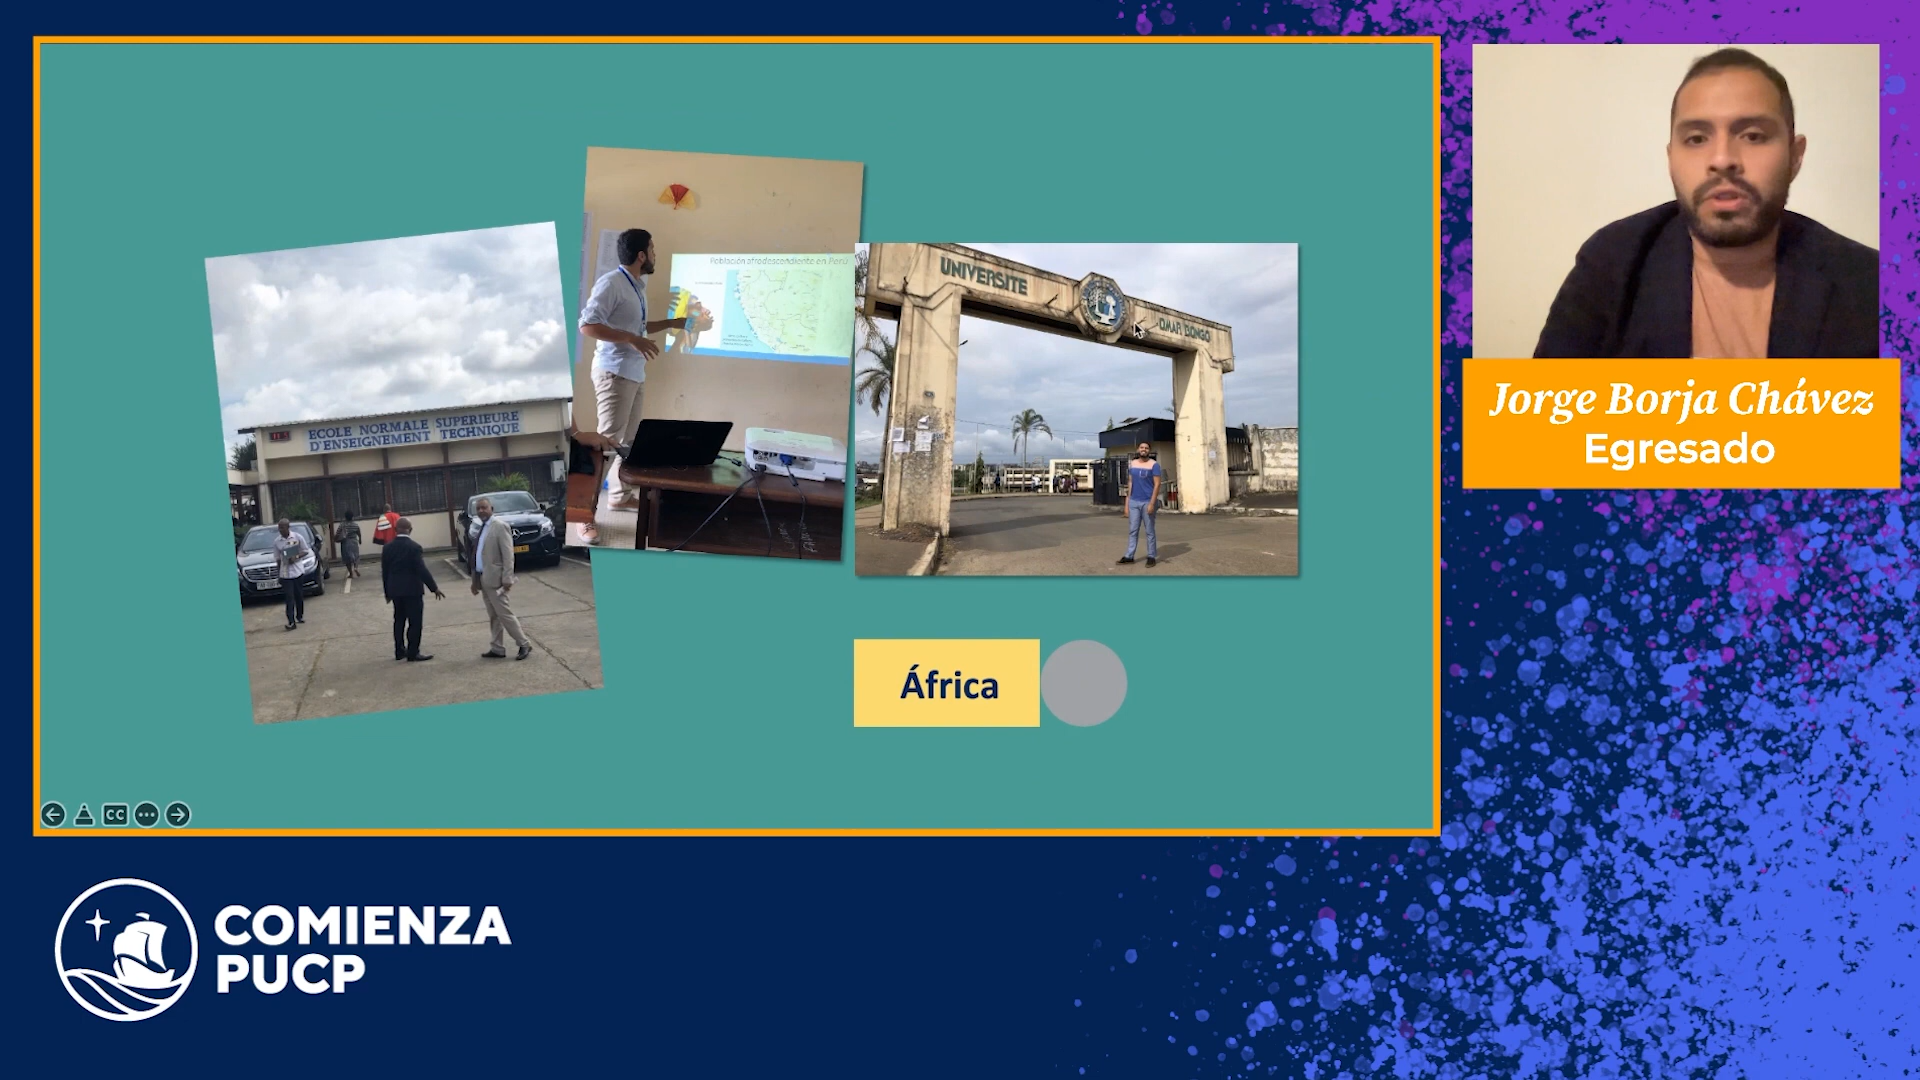 Población afrodescendiente en Perú
UNIVERSITE
OMAR BONGO
ECOLE NORMALE SUPERIEURE
D'ENSEIGNEMENT TECHNIQUE
África
CC
Jorge Borja Chávez
Egresado
COMIENZA
PUCP